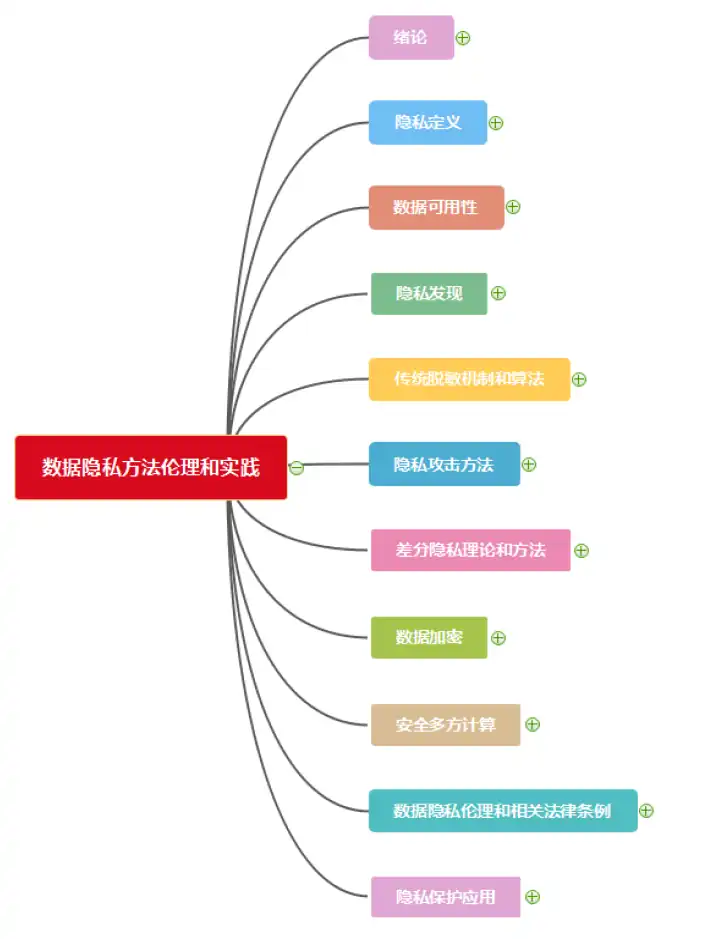 绪论
隐私定义
数据可用性
隐私发现
传统脱敏机制和算法
数据隐私方法伦理和实践
隐私攻击方法
差分隐私理论和方法
数据加密
安全多方计算
数据隐私伦理和相关法律条例
隐私保护应用